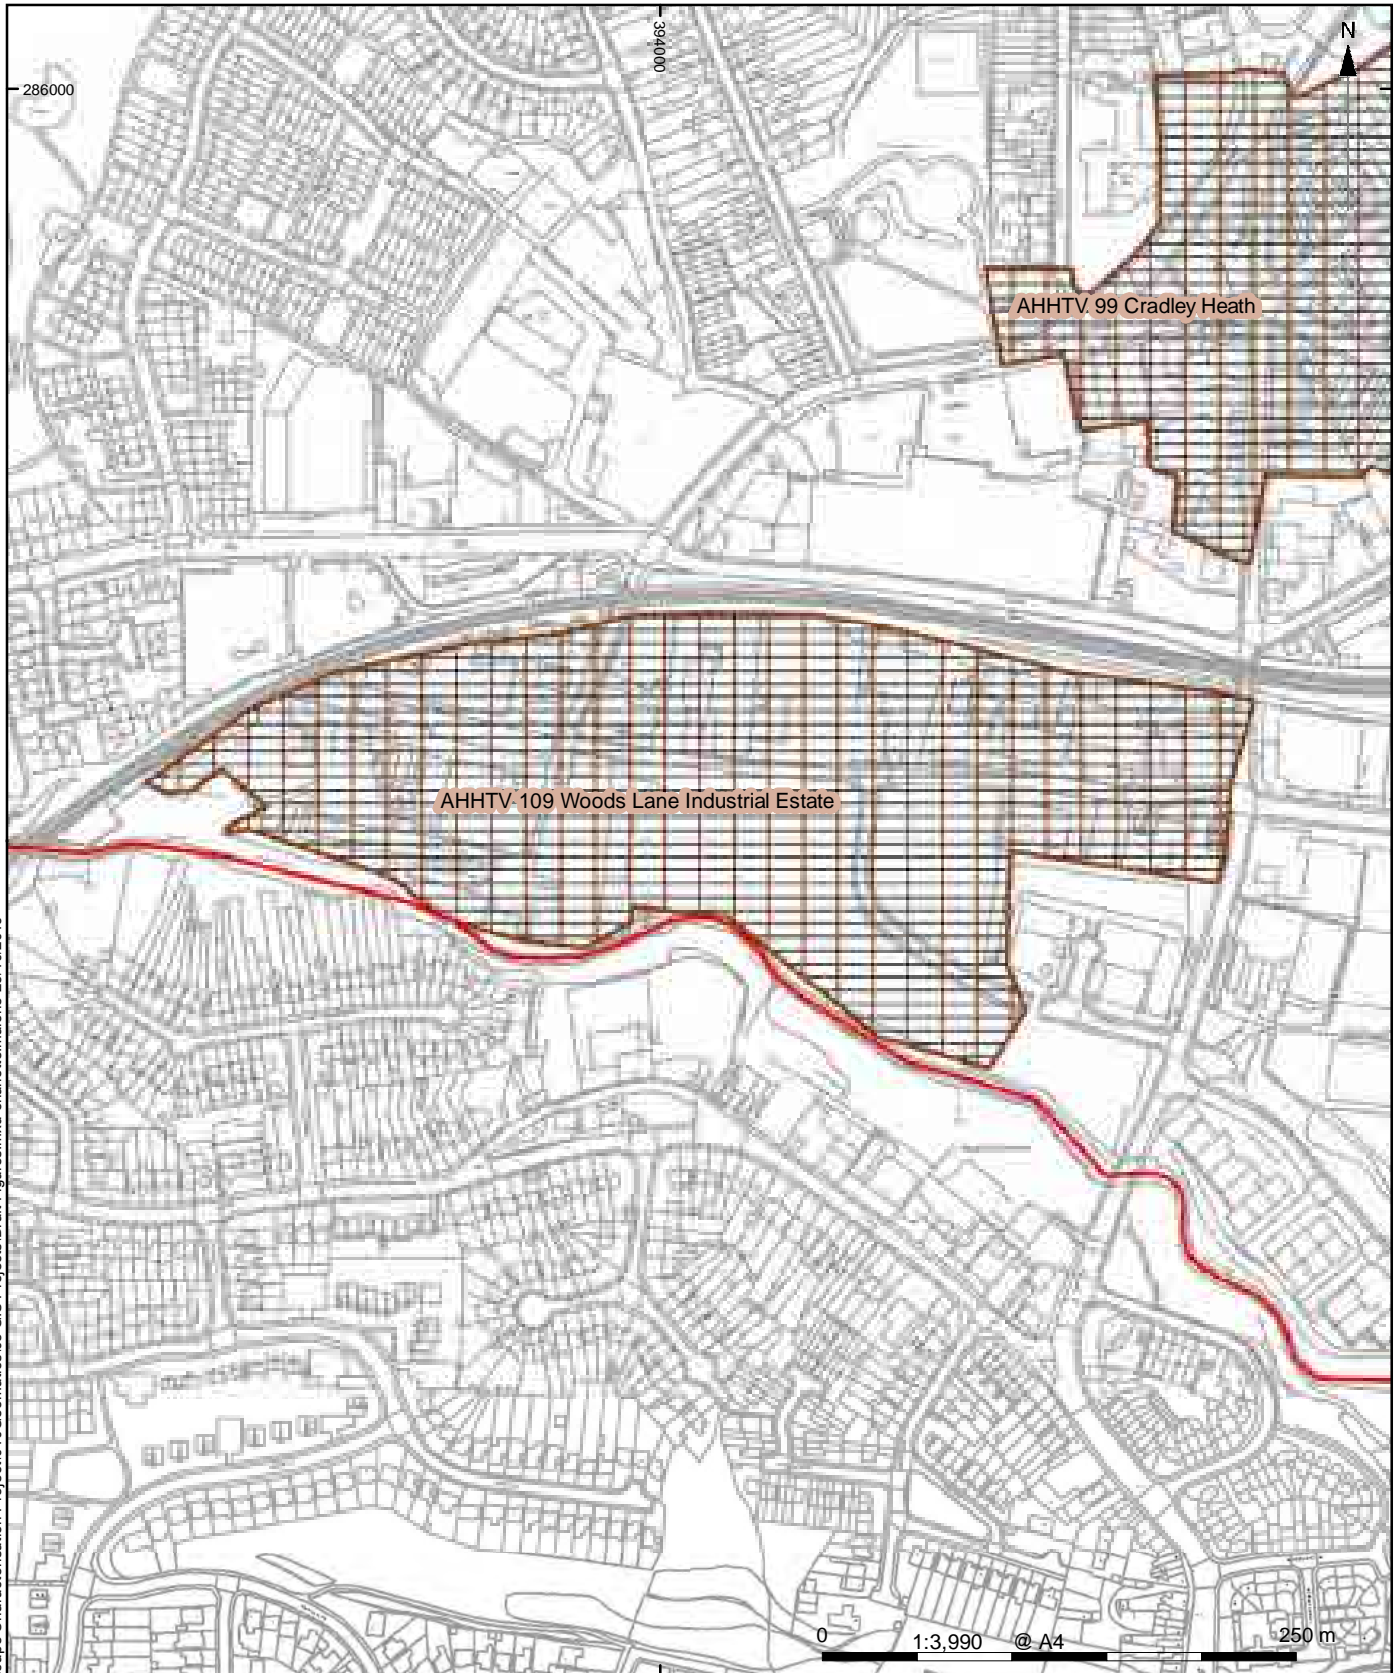 394000
N
286000
AHHTV 99 Cradley Heath
AHHTV 109 Woods Lane Industrial Estate
0 1:3,990 @ A4 250 m